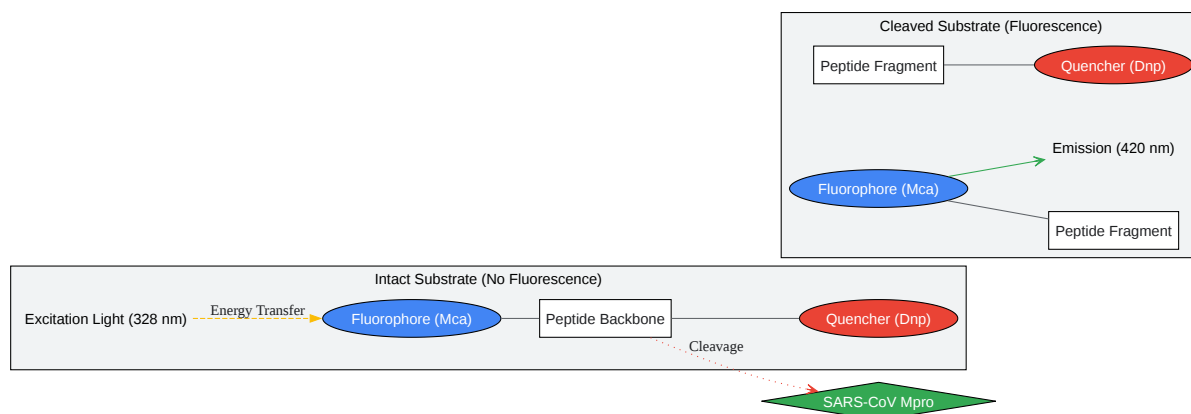 Cleaved Substrate (Fluorescence)
Peptide Fragment
Quencher (Dnp)
Emission (420 nm)
Fluorophore (Mca)
Peptide Fragment
Intact Substrate (No Fluorescence)
Excitation Light (328 nm)
Energy Transfer
Fluorophore (Mca)
Peptide Backbone
Quencher (Dnp)
Cleavage
SARS-CoV Mpro